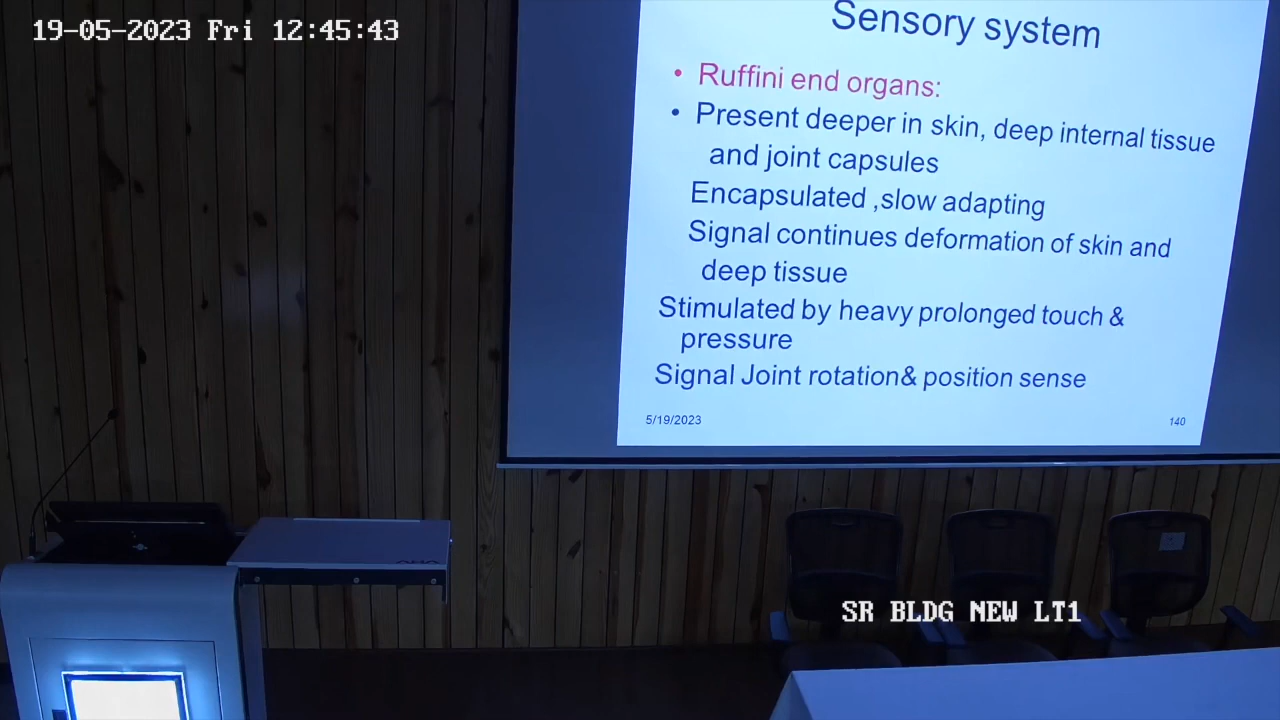 19-05-2023 Fri 12:45:43
Sensory system
• Ruffini end organs:
• Present deeper in skin, deep internal tissue
and joint capsules
Encapsulated ,slow adapting
Signal continues deformation of skin and
deep tissue
Stimulated by heavy prolonged touch &
pressure
Signal Joint rotation& position sense
5/19/2023
140
SR BLDG NEW LT1